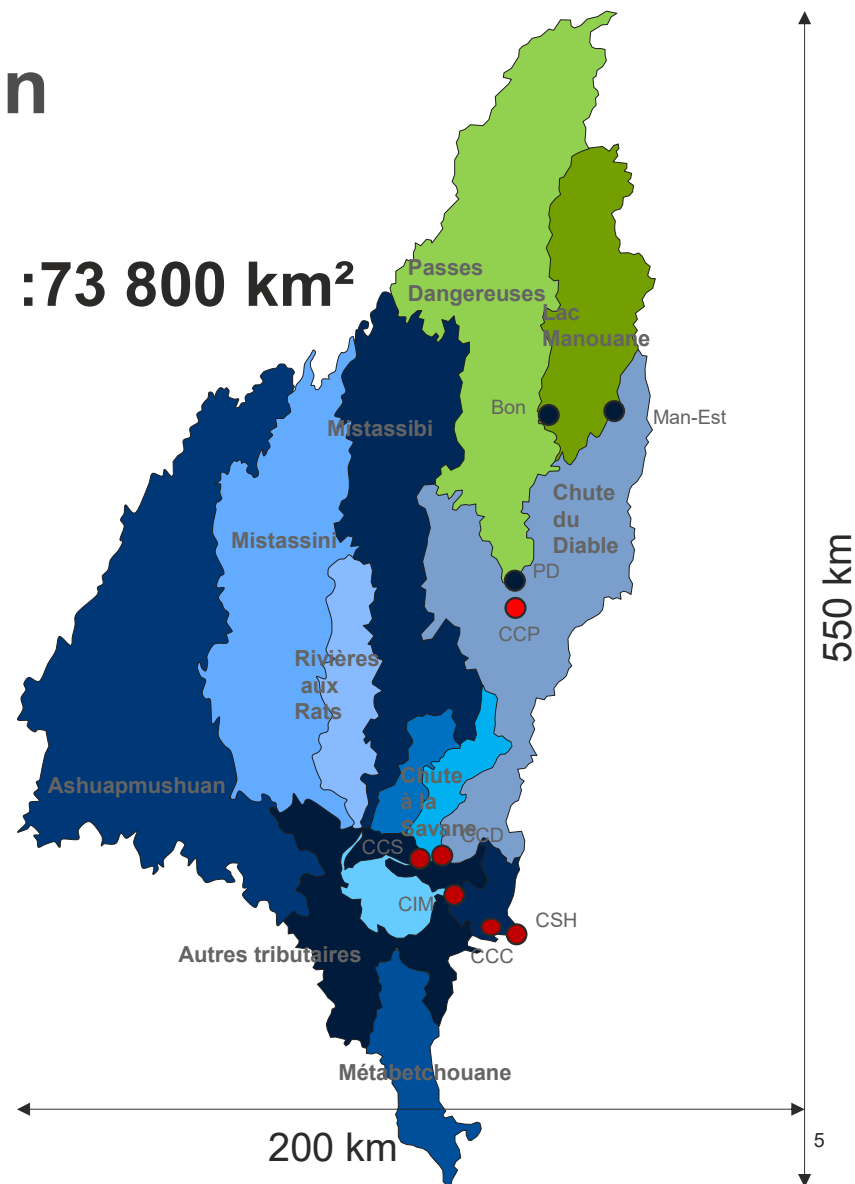 n
:73 800 km²
Passes
Dangereuses
Lac
Manouane
Bon
Man-Est
Mistassibi
Chute
du
Diable
Mistassini
PD
CCP
550 km
Rivières
aux
Rats
Ashuapmushuan
Chute
à la
Savane
CCD
CCS
CIM
CSH
CCC
Autres tributaires
Métabetchouane
200 km
5